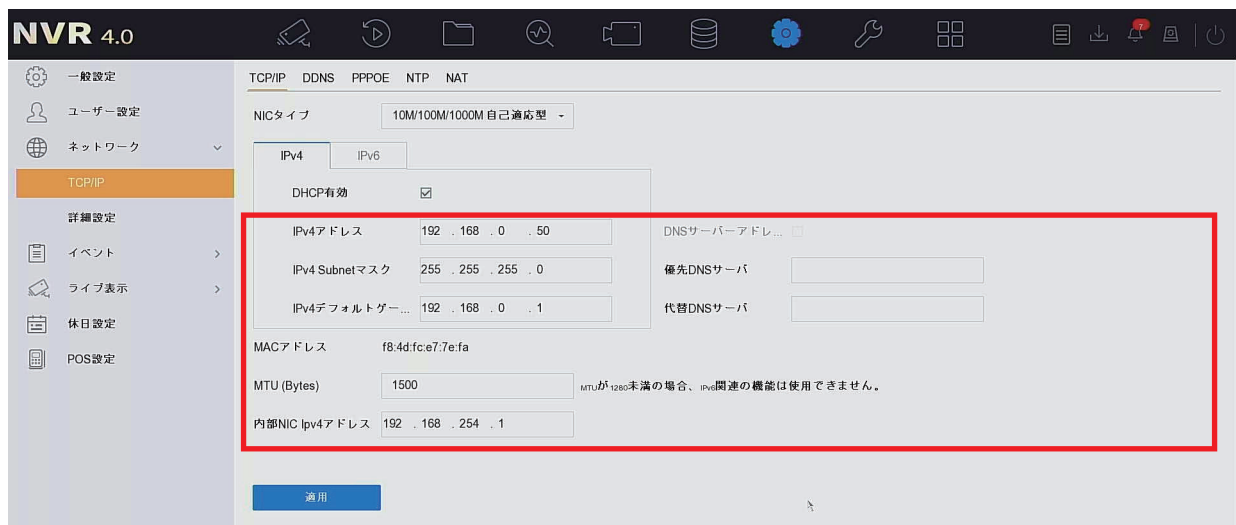 NVR 4.0
7
一般設定
ユーザー設定
ネットワーク
TCP/IP
詳細設定
イベント
ライブ表示
休日設定
POS設定
TCP/IP DDNS PPPOE NTP NAT
NICタイプ 10M/100M/1000M 自己適応型
IPv4 IPv6
DHCP有効
IPv4アドレス 192 . 168 . 0 . 50 DNSサーバーアドレ...
IPv4 Subnetマスク 255 . 255 . 255 . 0 優先DNSサーバ
IPv4デフォルトゲー... 192 . 168 . 0 . 1 代替DNSサーバ
MACアドレス f8:4d:fc:e7:7e:fa
MTU (Bytes) 1500 MTUが1280未満の場合、IPv6関連の機能は使用できません。
内部NIC Ipv4アドレス 192 . 168 . 254 . 1
適用